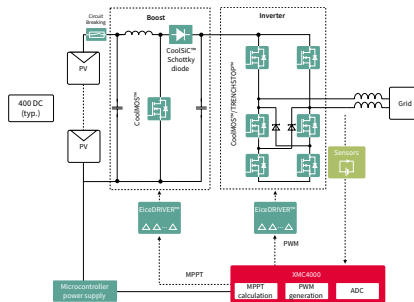 Circuit
Breaking
Boost
Inverter
CoolSiC™
Schottky
diode
PV
400 DC
(typ.)
CoolMOS™
CoolMOS™/TRENCHSTOP™
Grid
PV
Sensors
EiceDRIVER™
EiceDRIVER™
MPPT
PWM
Microcontroller
power supply
XMC4000
MPPT
calculation
PWM
generation
ADC